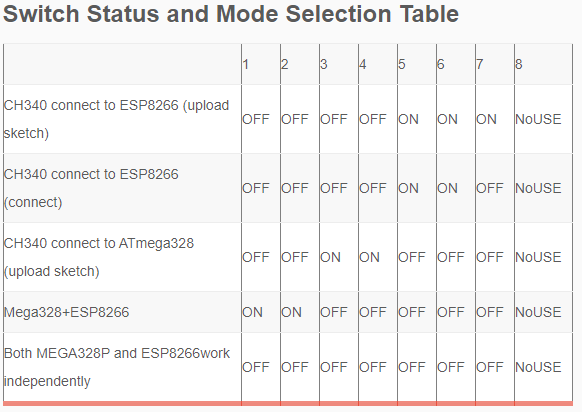 Switch Status and Mode Selection Table
1 2 3 4 5 6 7 8
CH340 connect to ESP8266 (upload
sketch)
OFF OFF OFF OFF ON ON ON NoUSE
CH340 connect to ESP8266
(connect)
OFF OFF OFF OFF ON ON OFF NoUSE
CH340 connect to ATmega328
(upload sketch)
OFF OFF ON ON OFF OFF OFF NoUSE
Mega328+ESP8266 ON ON OFF OFF OFF OFF OFF NoUSE
Both MEGA328P and ESP8266work
independently
OFF OFF OFF OFF OFF OFF OFF NoUSE